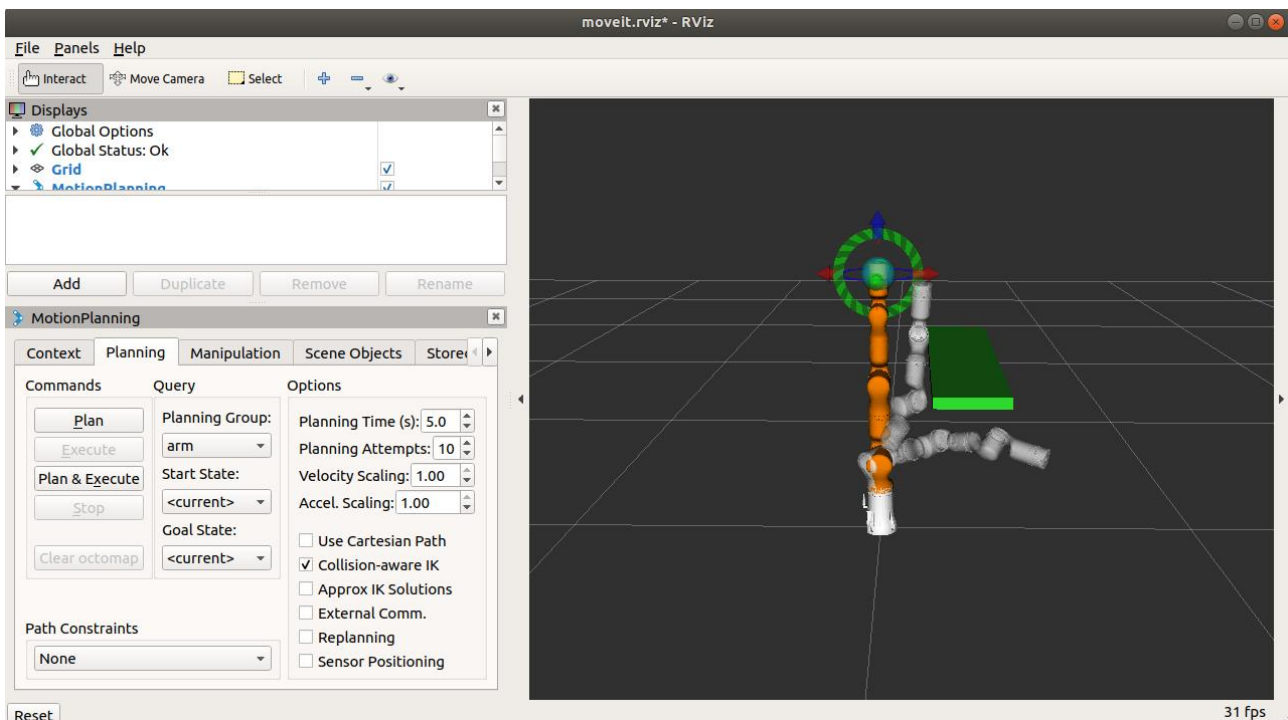 moveit.rviz* - RViz
File Panels Help
Interact Move Camera Select
Displays
Global Options
Global Status: Ok
Grid
MotionPlanning
Add Duplicate Remove Rename
MotionPlanning
Context Planning Manipulation Scene Objects Store
Commands Query Options
Plan Planning Group: Planning Time (s): 5.0
Execute arm Planning Attempts: 10
Plan & Execute Start State: Velocity Scaling: 1.00
Stop <current> Accel. Scaling: 1.00
Goal State:
Clear octomap <current> Use Cartesian Path
Collision-aware IK
Approx IK Solutions
External Comm.
Path Constraints Replanning
None Sensor Positioning
Reset 31 fps